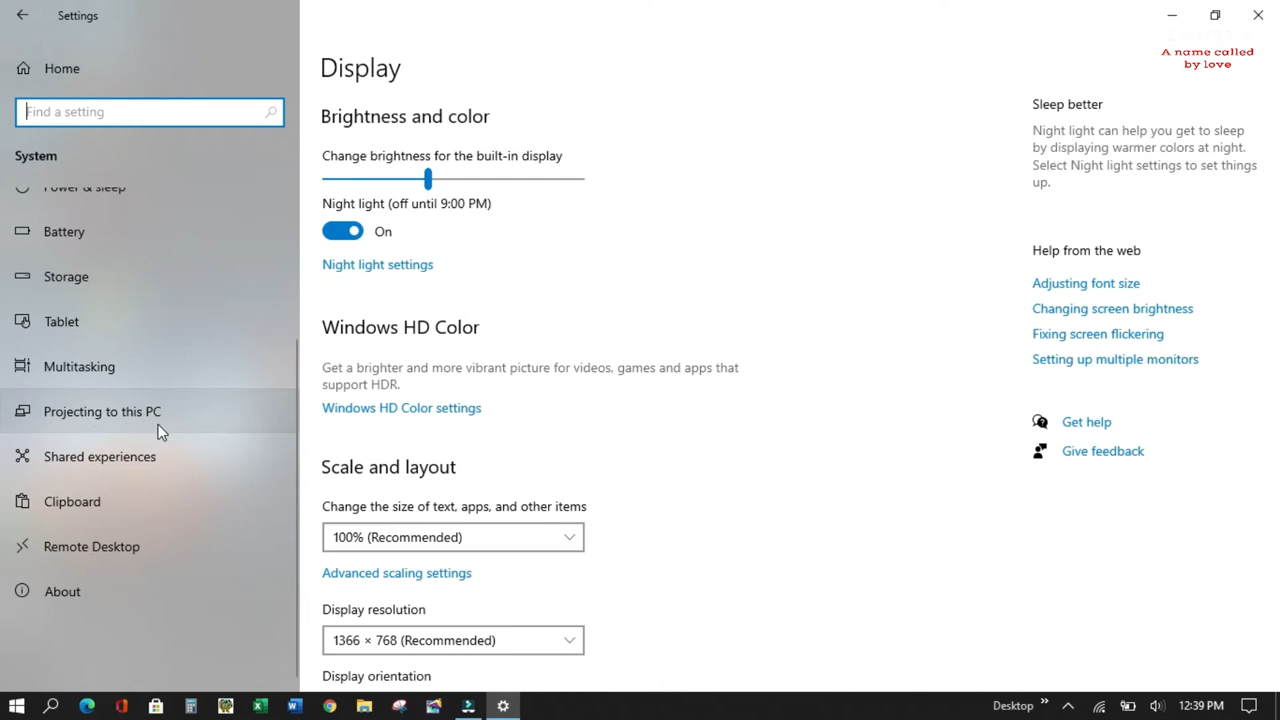 Settings
Home
Find a setting
System
Power & sleep
Battery
Storage
Tablet
Multitasking
Projecting to this PC
Shared experiences
Clipboard
Remote Desktop
About
Display
Brightness and color
Change brightness for the built-in display
Night light (off until 9:00 PM)
On
Night light settings
Windows HD Color
Get a brighter and more vibrant picture for videos, games and apps that
support HDR.
Windows HD Color settings
Scale and layout
Change the size of text, apps, and other items
100% (Recommended)
Advanced scaling settings
Display resolution
1366 × 768 (Recommended)
Display orientation
A name called
by love
Sleep better
Night light can help you get to sleep
by displaying warmer colors at night.
Select Night light settings to set things
up.
Help from the web
Adjusting font size
Changing screen brightness
Fixing screen flickering
Setting up multiple monitors
Get help
Give feedback
Desktop
12:39 PM